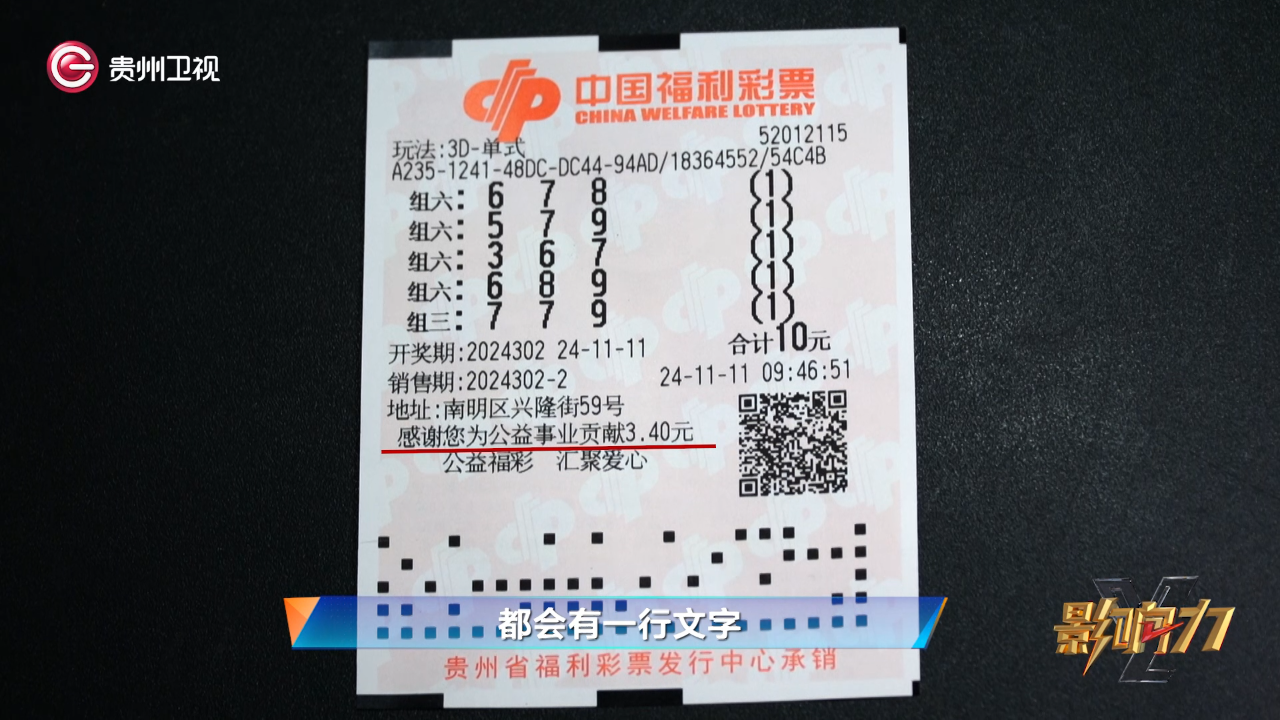 贵州卫视
中国福利彩票
CHINA WELFARE LOTTERY
玩法:3D-单式
52012115
A235-1241-48DC-DC44-94AD/18364552/54C4B
组六: 6 7 8 (1)
组六: 5 7 9 (1)
组六: 3 6 7 (1)
组六: 6 8 9 (1)
组三: 7 7 9 (1)
开奖期:2024302 24-11-11 合计10元
销售期:2024302-2 24-11-11 09:46:51
地址:南明区兴隆街59号
感谢您为公益事业贡献3.40元
公益福彩 汇聚爱心
都会有一行文字
影响力
贵州省福利彩票发行中心承销